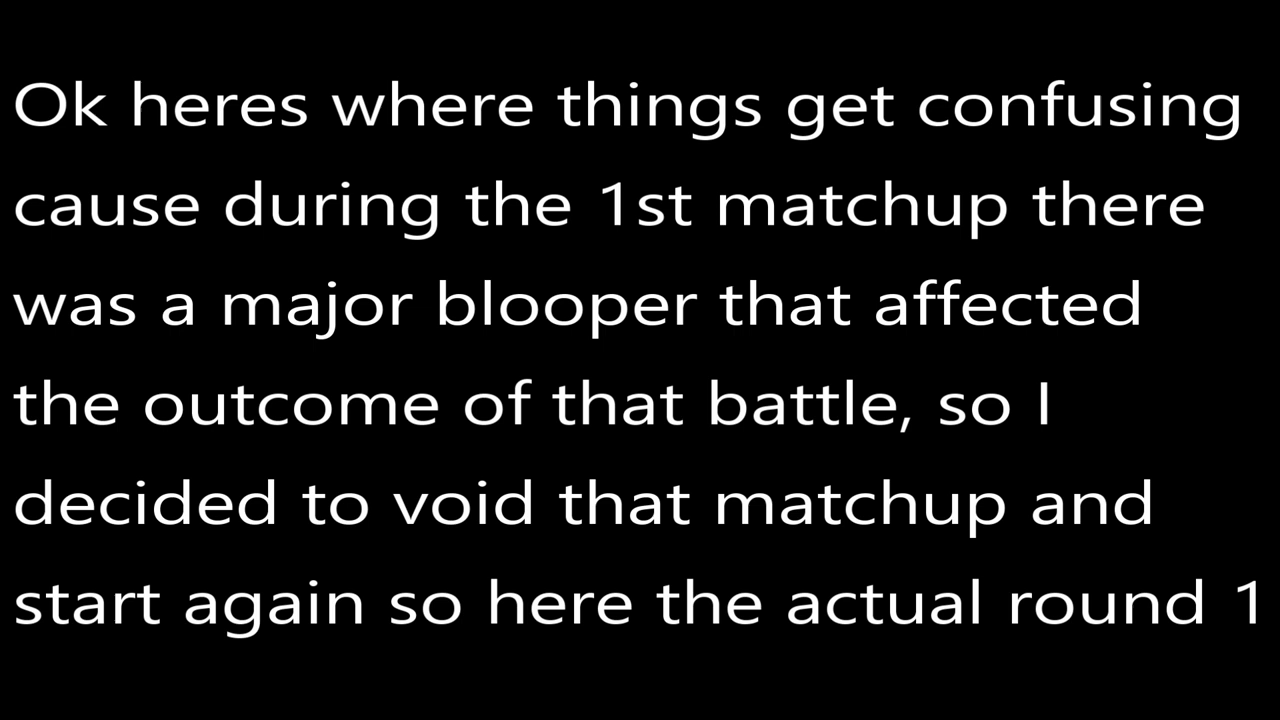 Ok heres where things get confusing
cause during the 1st matchup there
was a major blooper that affected
the outcome of that battle, so I
decided to void that matchup and
start again so here the actual round 1